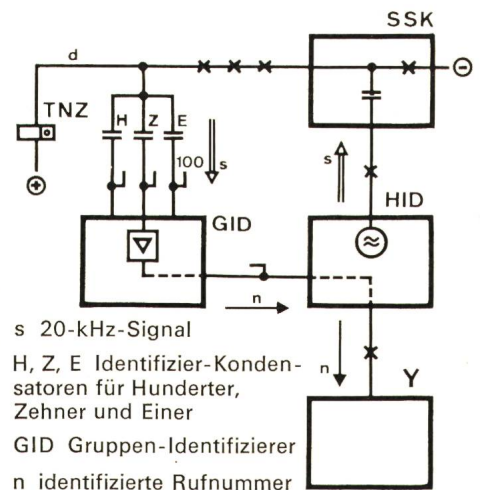 SSK
d
TNZ
H Z E
100 s
s
HID
GID
n
n
Y
s 20-kHz-Signal
H, Z, E Identifizier-Konden-
satoren für Hunderter,
Zehner und Einer
GID Gruppen-Identifizierer
n identifizierte Rufnummer